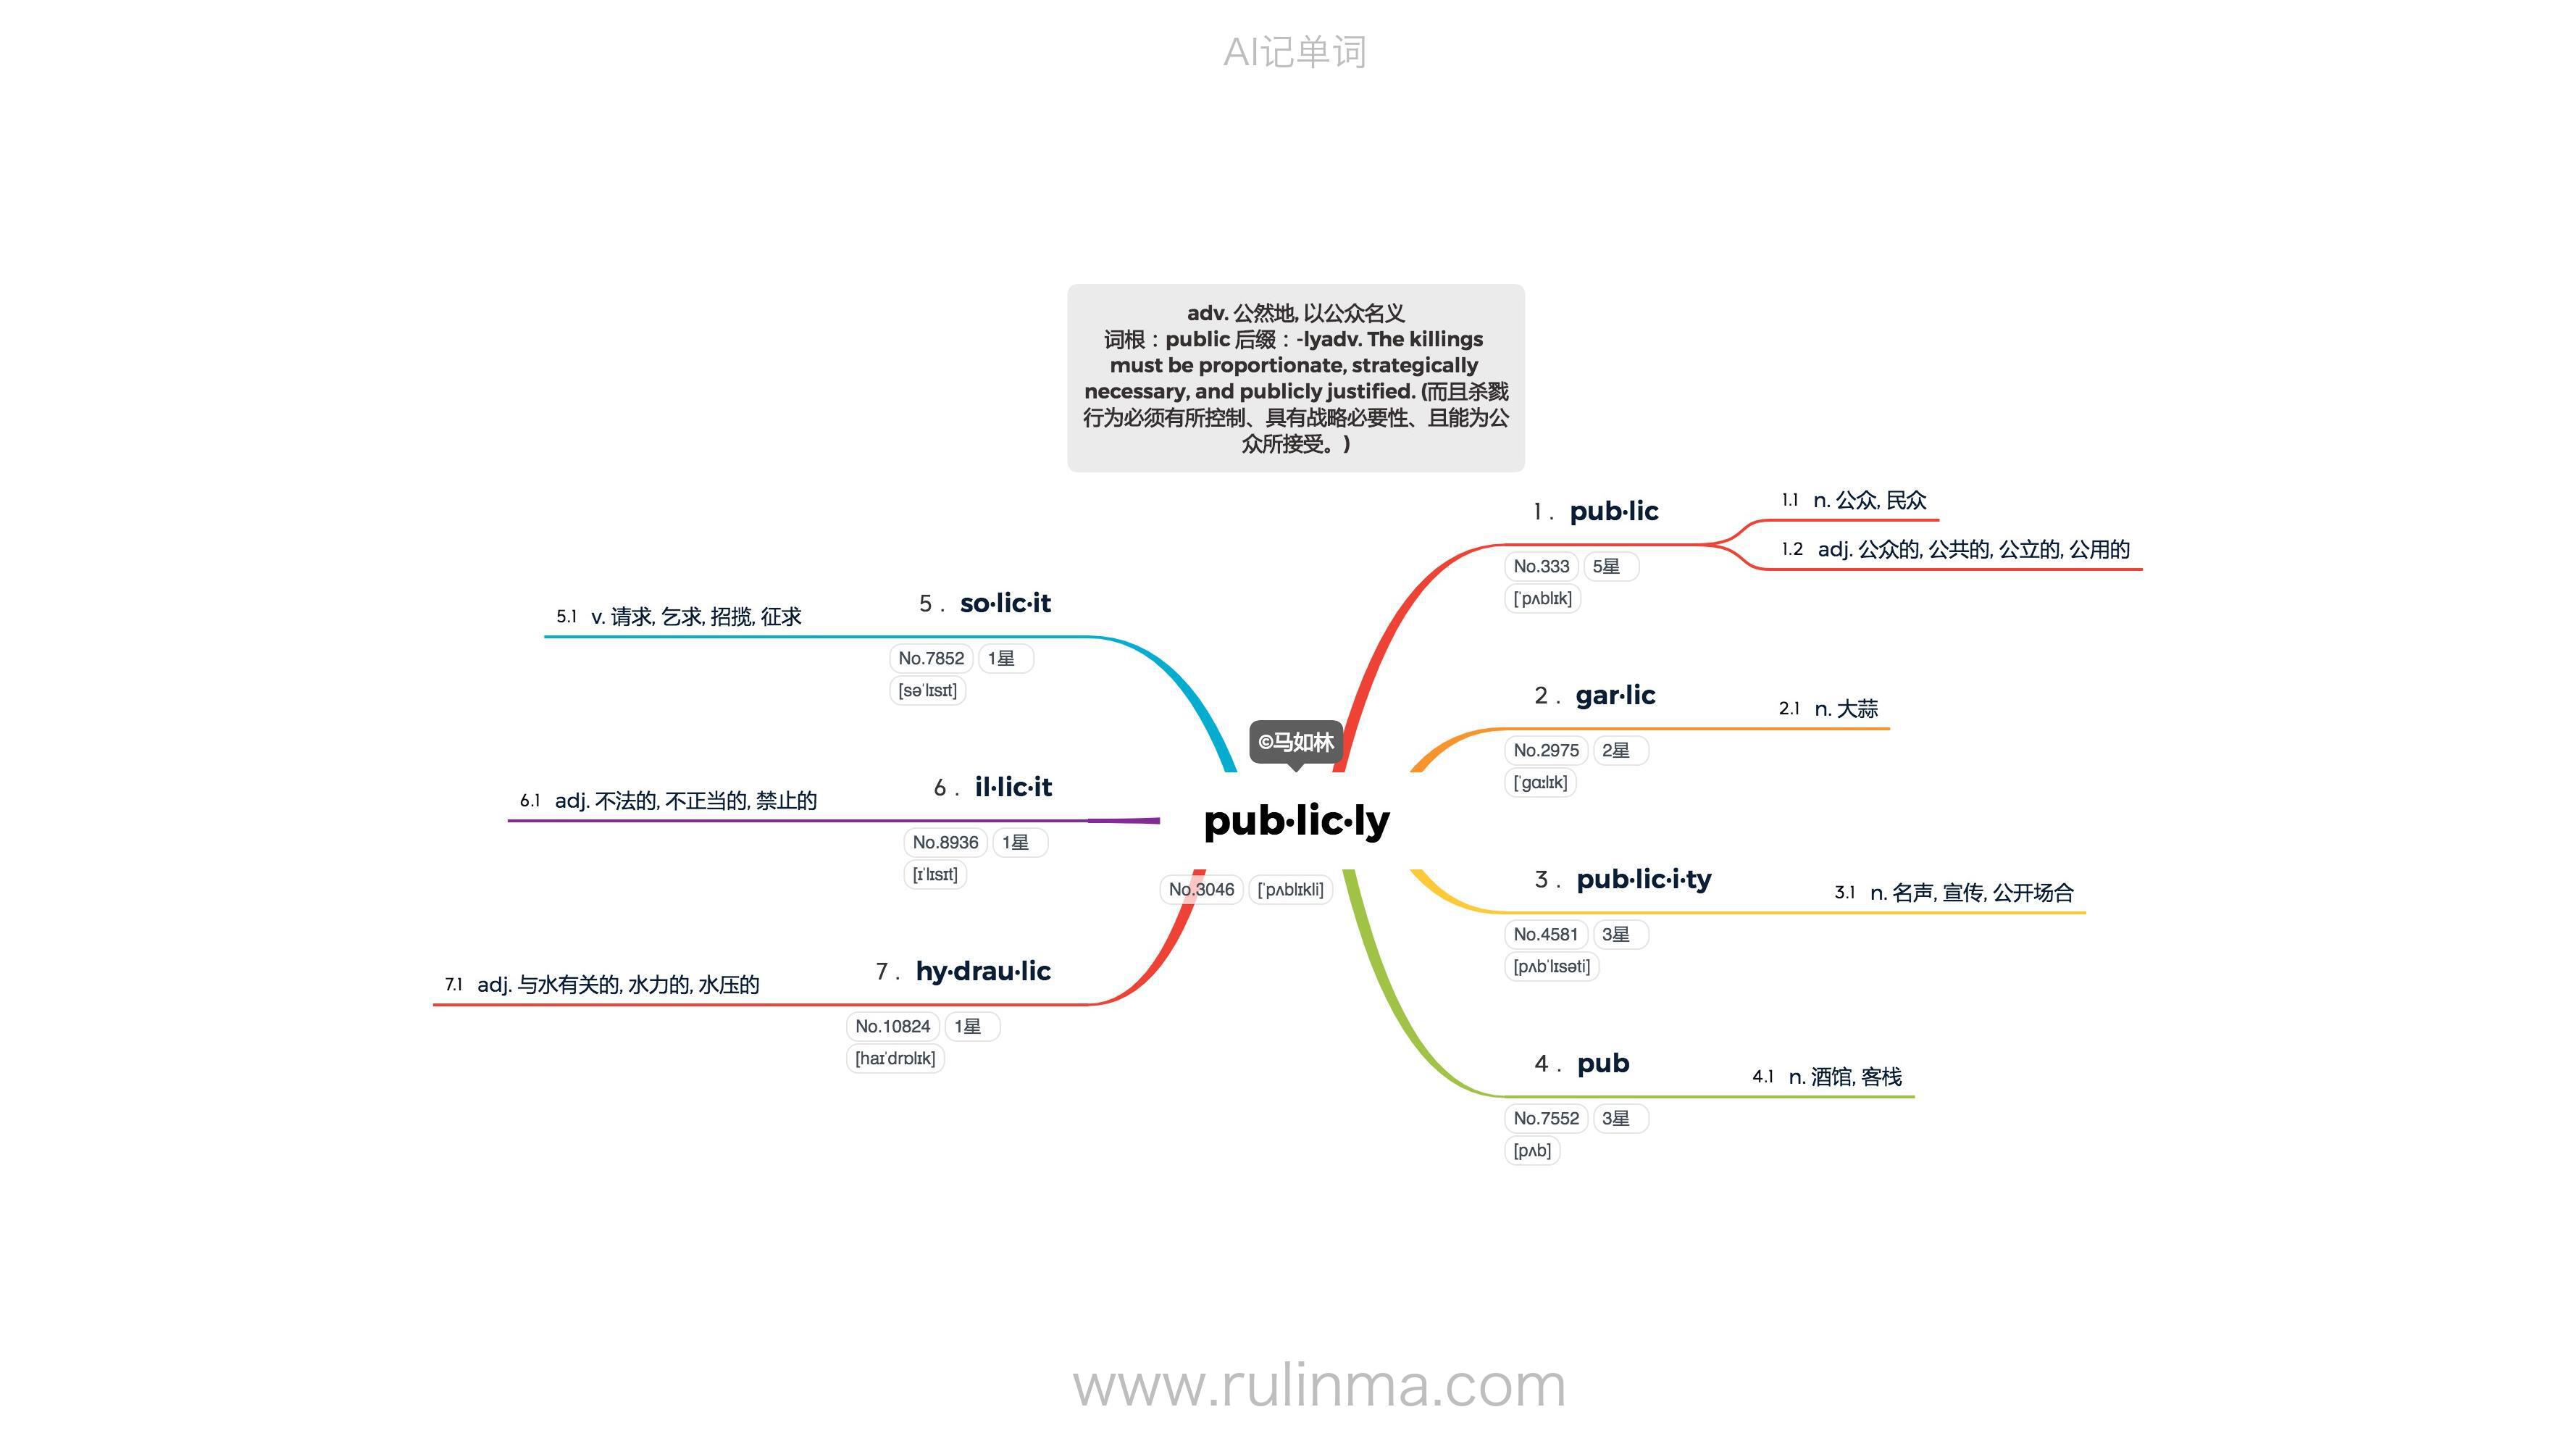 AI记单词
adv. 公然地, 以公众名义
词根：public 后缀：-lyadv. The killings
must be proportionate, strategically
necessary, and publicly justified. (而且杀戮
行为必须有所控制、具有战略必要性、且能为公
众所接受。)
©马如林
pub·lic·ly
No.3046 [ˈpʌblɪkli]
1. pub·lic
No.333 5星
[ˈpʌblɪk]
1.1 n. 公众, 民众
1.2 adj. 公众的, 公共的, 公立的, 公用的
2. gar·lic
No.2975 2星
[ˈɡɑːlɪk]
2.1 n. 大蒜
3. pub·lic·i·ty
No.4581 3星
[pʌbˈlɪsəti]
3.1 n. 名声, 宣传, 公开场合
4. pub
No.7552 3星
[pʌb]
4.1 n. 酒馆, 客栈
5. so·lic·it
No.7852 1星
[səˈlɪsɪt]
5.1 v. 请求, 乞求, 招揽, 征求
6. il·lic·it
No.8936 1星
[ɪˈlɪsɪt]
6.1 adj. 不法的, 不正当的, 禁止的
7. hy·drau·lic
No.10824 1星
[haɪˈdrɒlɪk]
7.1 adj. 与水有关的, 水力的, 水压的
www.rulinma.com